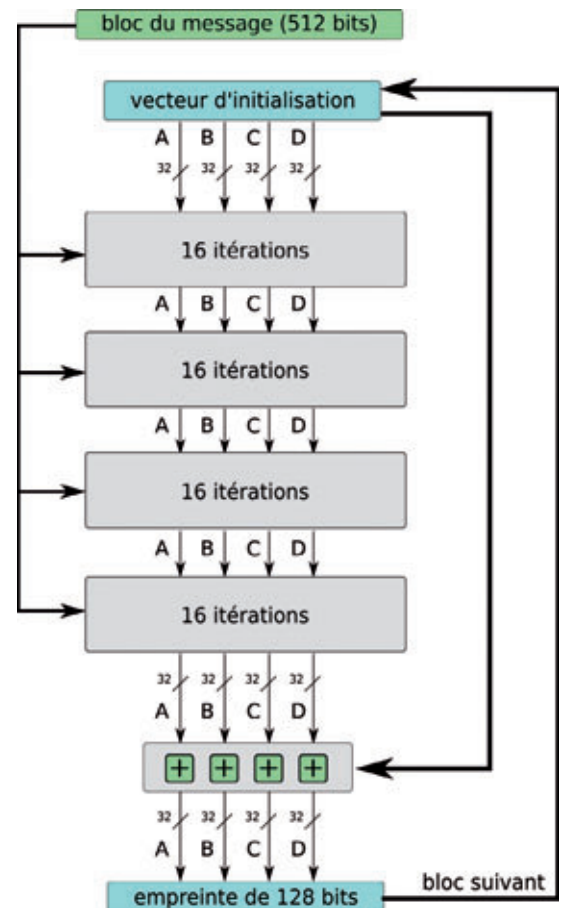 bloc du message (512 bits)
vecteur d'initialisation
A B C D
32 32 32 32
16 itérations
A B C D
16 itérations
A B C D
16 itérations
A B C D
16 itérations
32 32 32 32
A B C D
+ + + +
32 32 32 32
A B C D
bloc suivant
empreinte de 128 bits